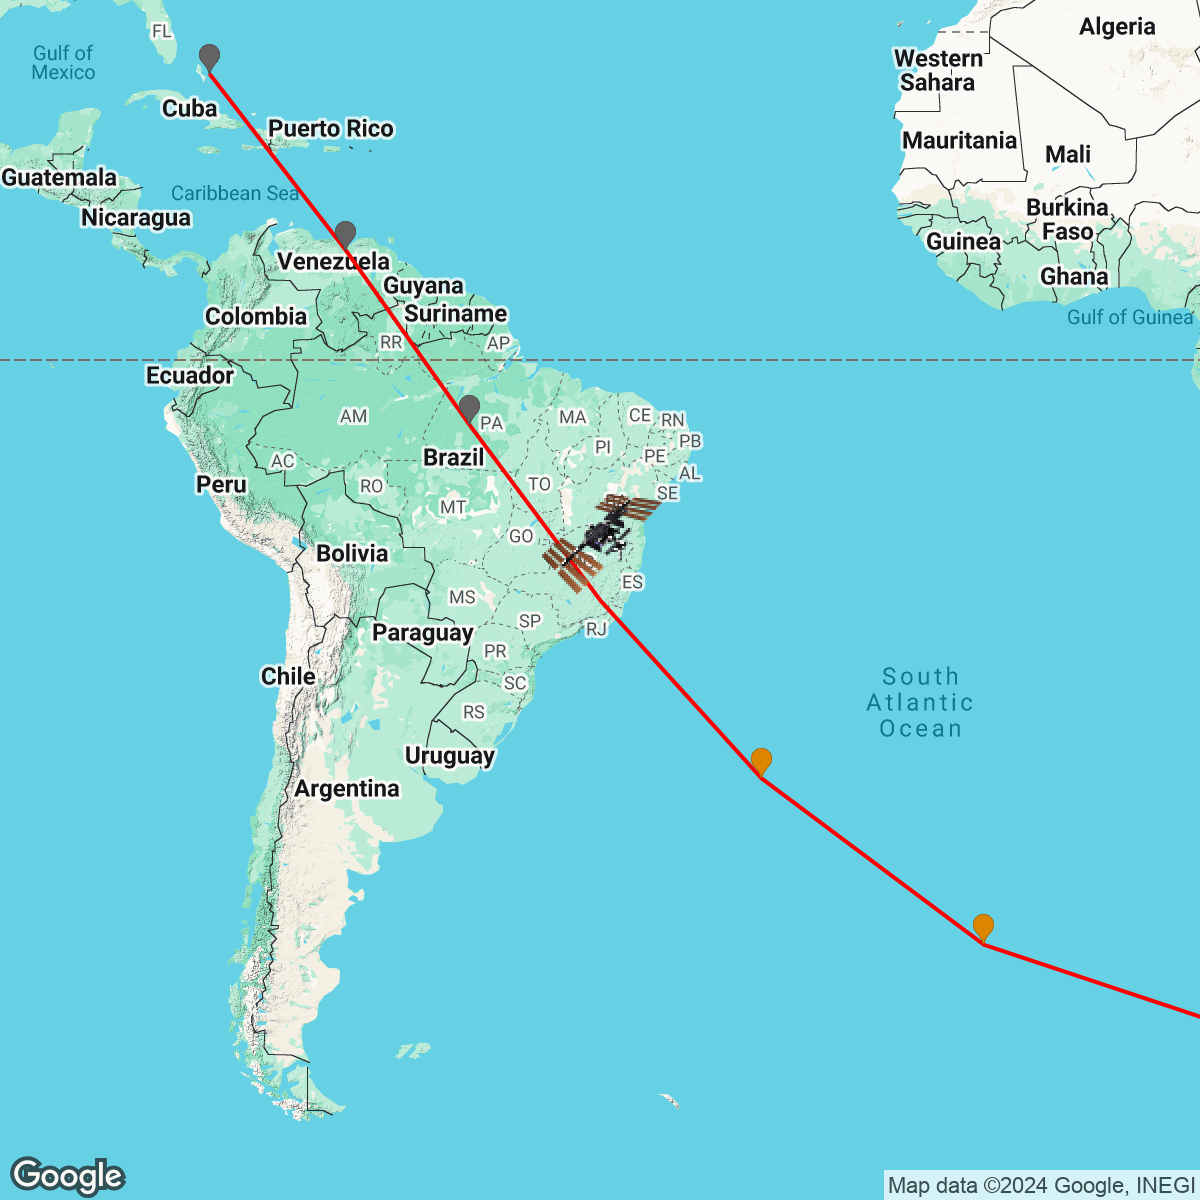 FL
Algeria
Gulf of
Mexico
Western
Sahara
Cuba
Puerto Rico
Mauritania
Mali
Guatemala
Caribbean Sea
Nicaragua
Burkina
Faso
Guinea
Ghana
Venezuela
Guyana
Suriname
Colombia
Gulf of Guinea
RR
AP
Ecuador
AM
PA
MA
CE
RN
PB
PI
PE
AL
Brazil
AC
RO
TO
SE
Peru
MT
GO
Bolivia
ES
MS
SP
RJ
Paraguay
PR
Chile
SC
South
Atlantic
Ocean
RS
Uruguay
Argentina
Google
Map data ©2024 Google, INEGI